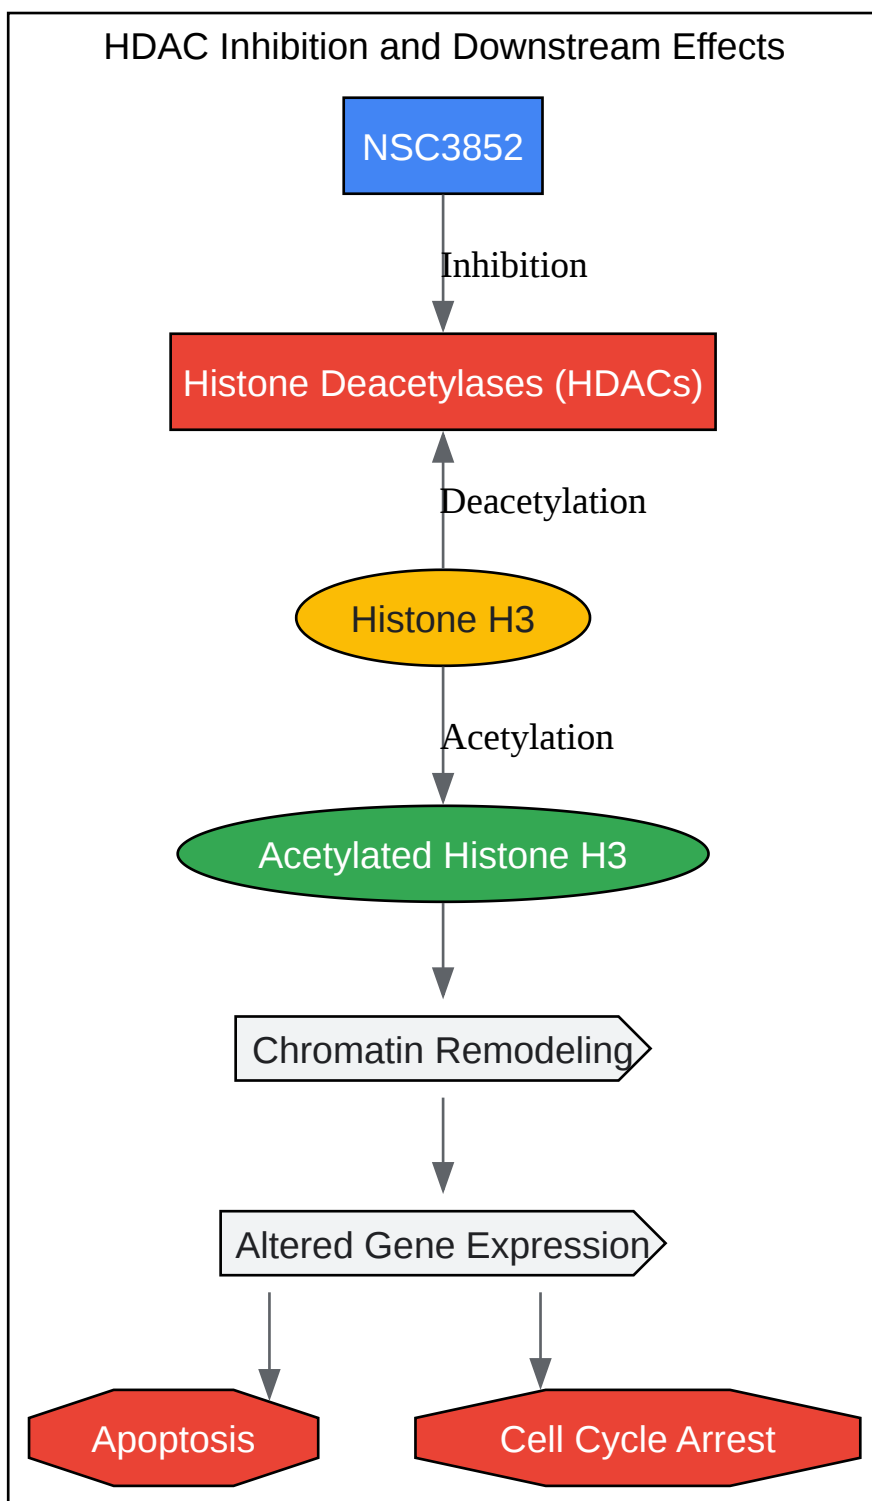 HDAC Inhibition and Downstream Effects
NSC3852
Inhibition
Histone Deacetylases (HDACs)
Deacetylation
Histone H3
Acetylation
Acetylated Histone H3
Chromatin Remodeling
Altered Gene Expression
Apoptosis
Cell Cycle Arrest